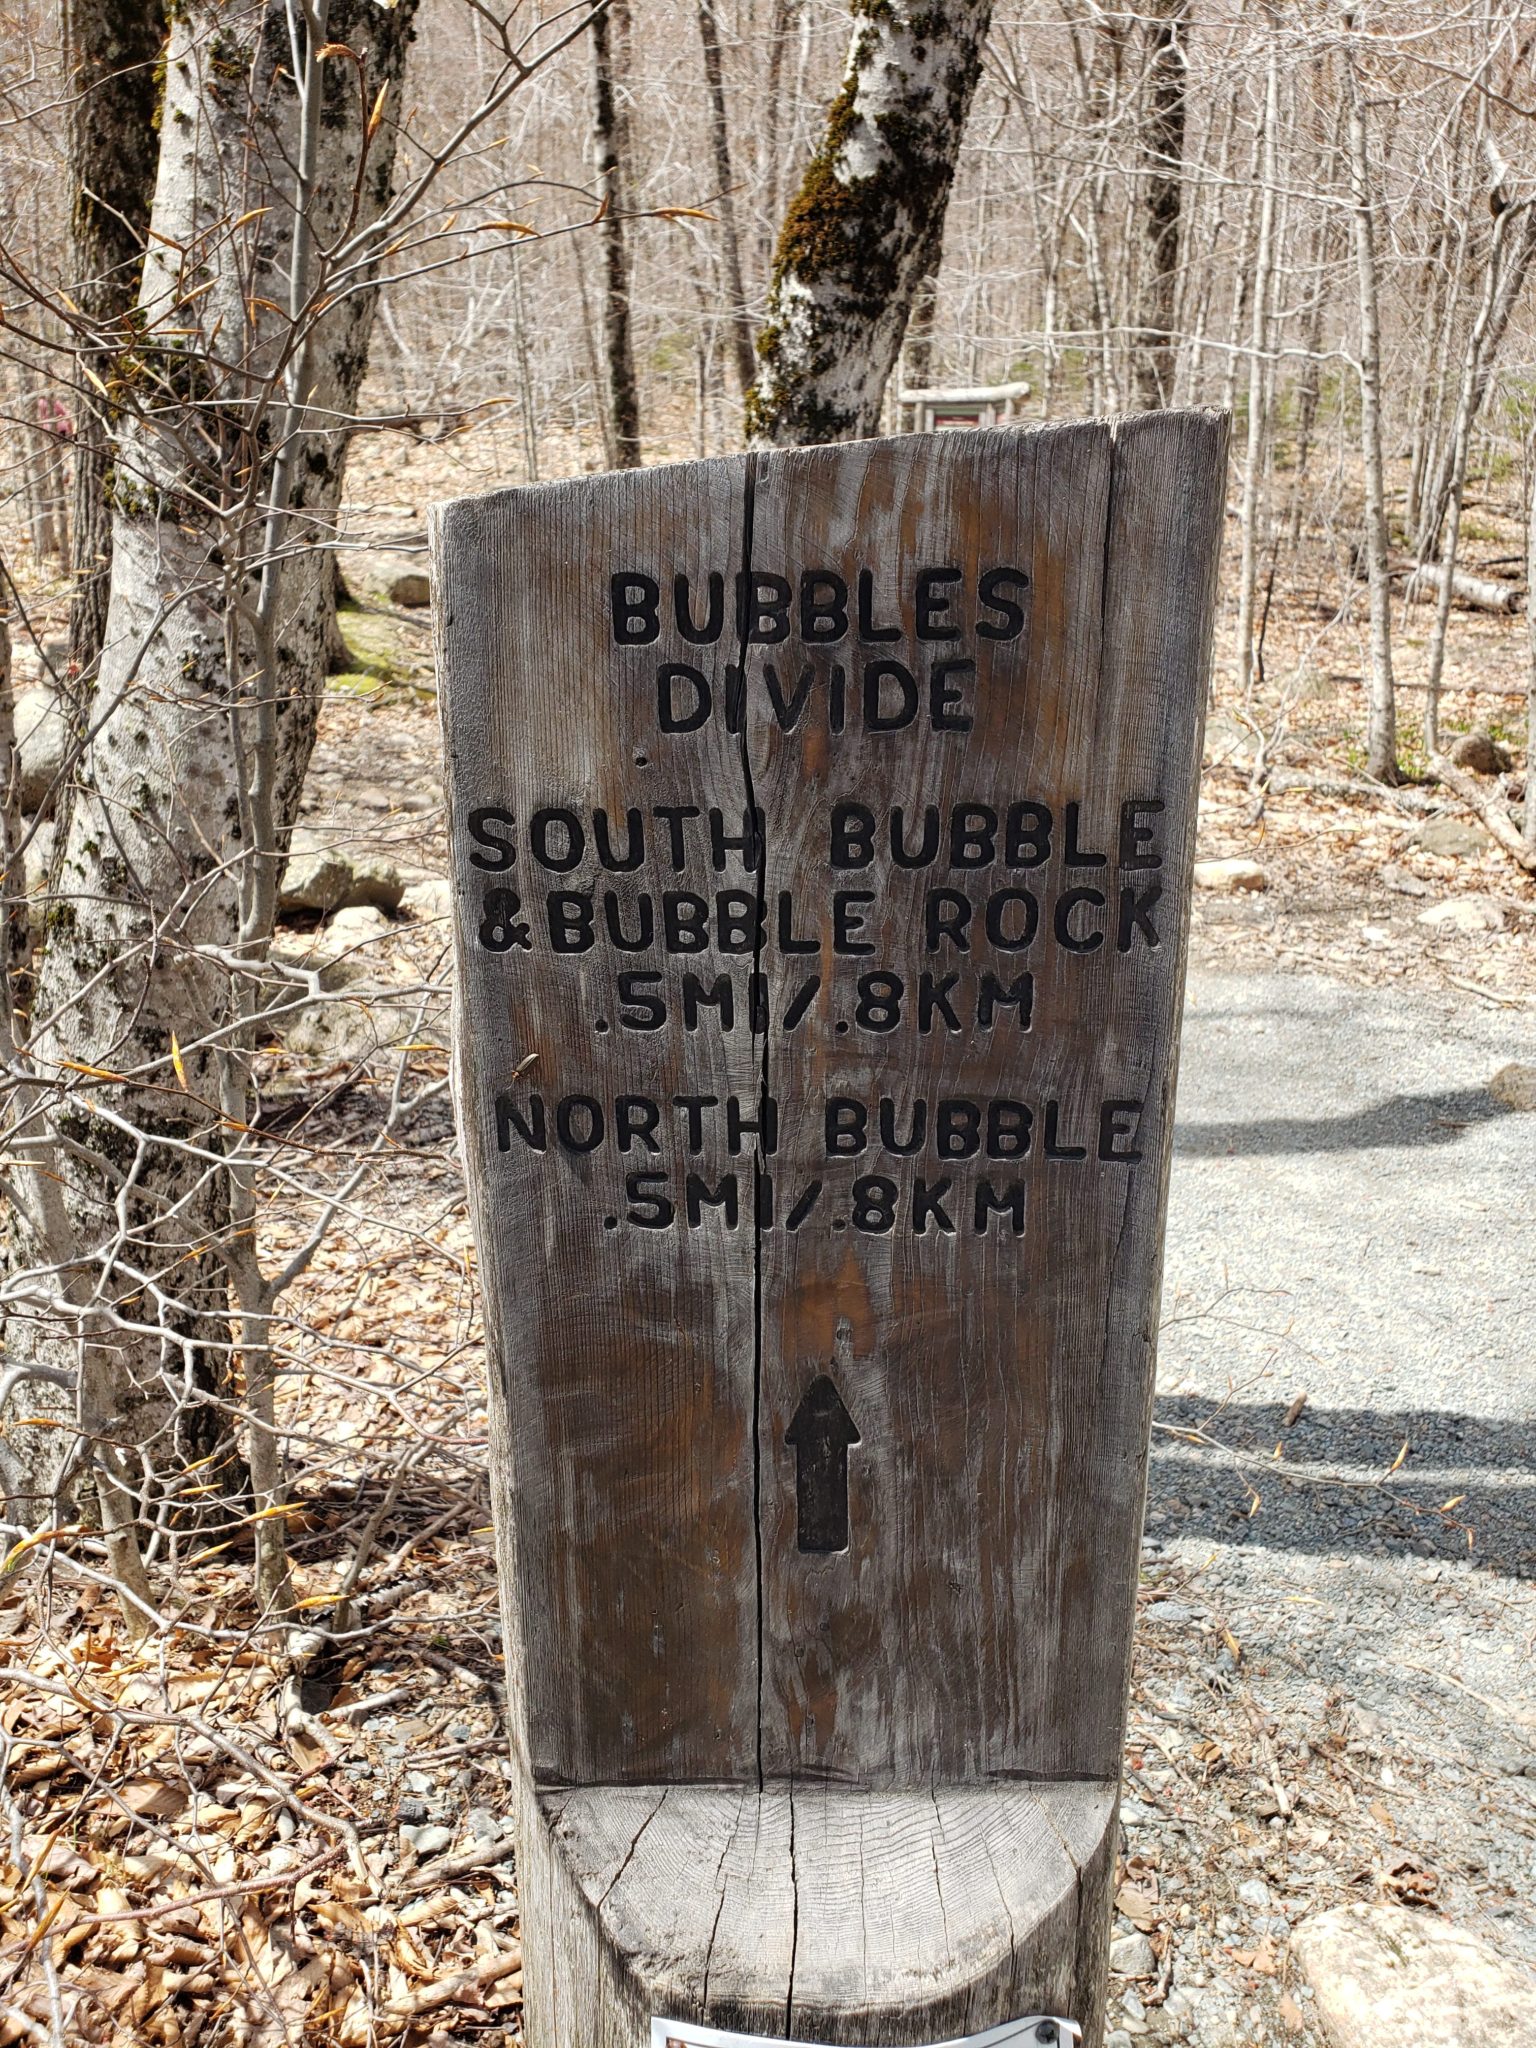 BUBBLES
DIVIDE
SOUTH BUBBLE
& BUBBLE ROCK
.5MI/.8KM
NORTH BUBBLE
.5MI/.8KM